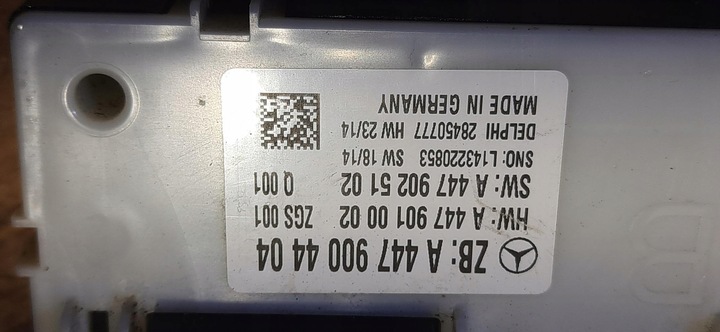 ZB: A 447 900 44 04
HW: A 447 901 00 02 ZGS 001
SW: A 447 902 51 02 Q 001
SNO: L143220853 SW 18/14
DELPHI 28450777 HW 23/14
MADE IN GERMANY